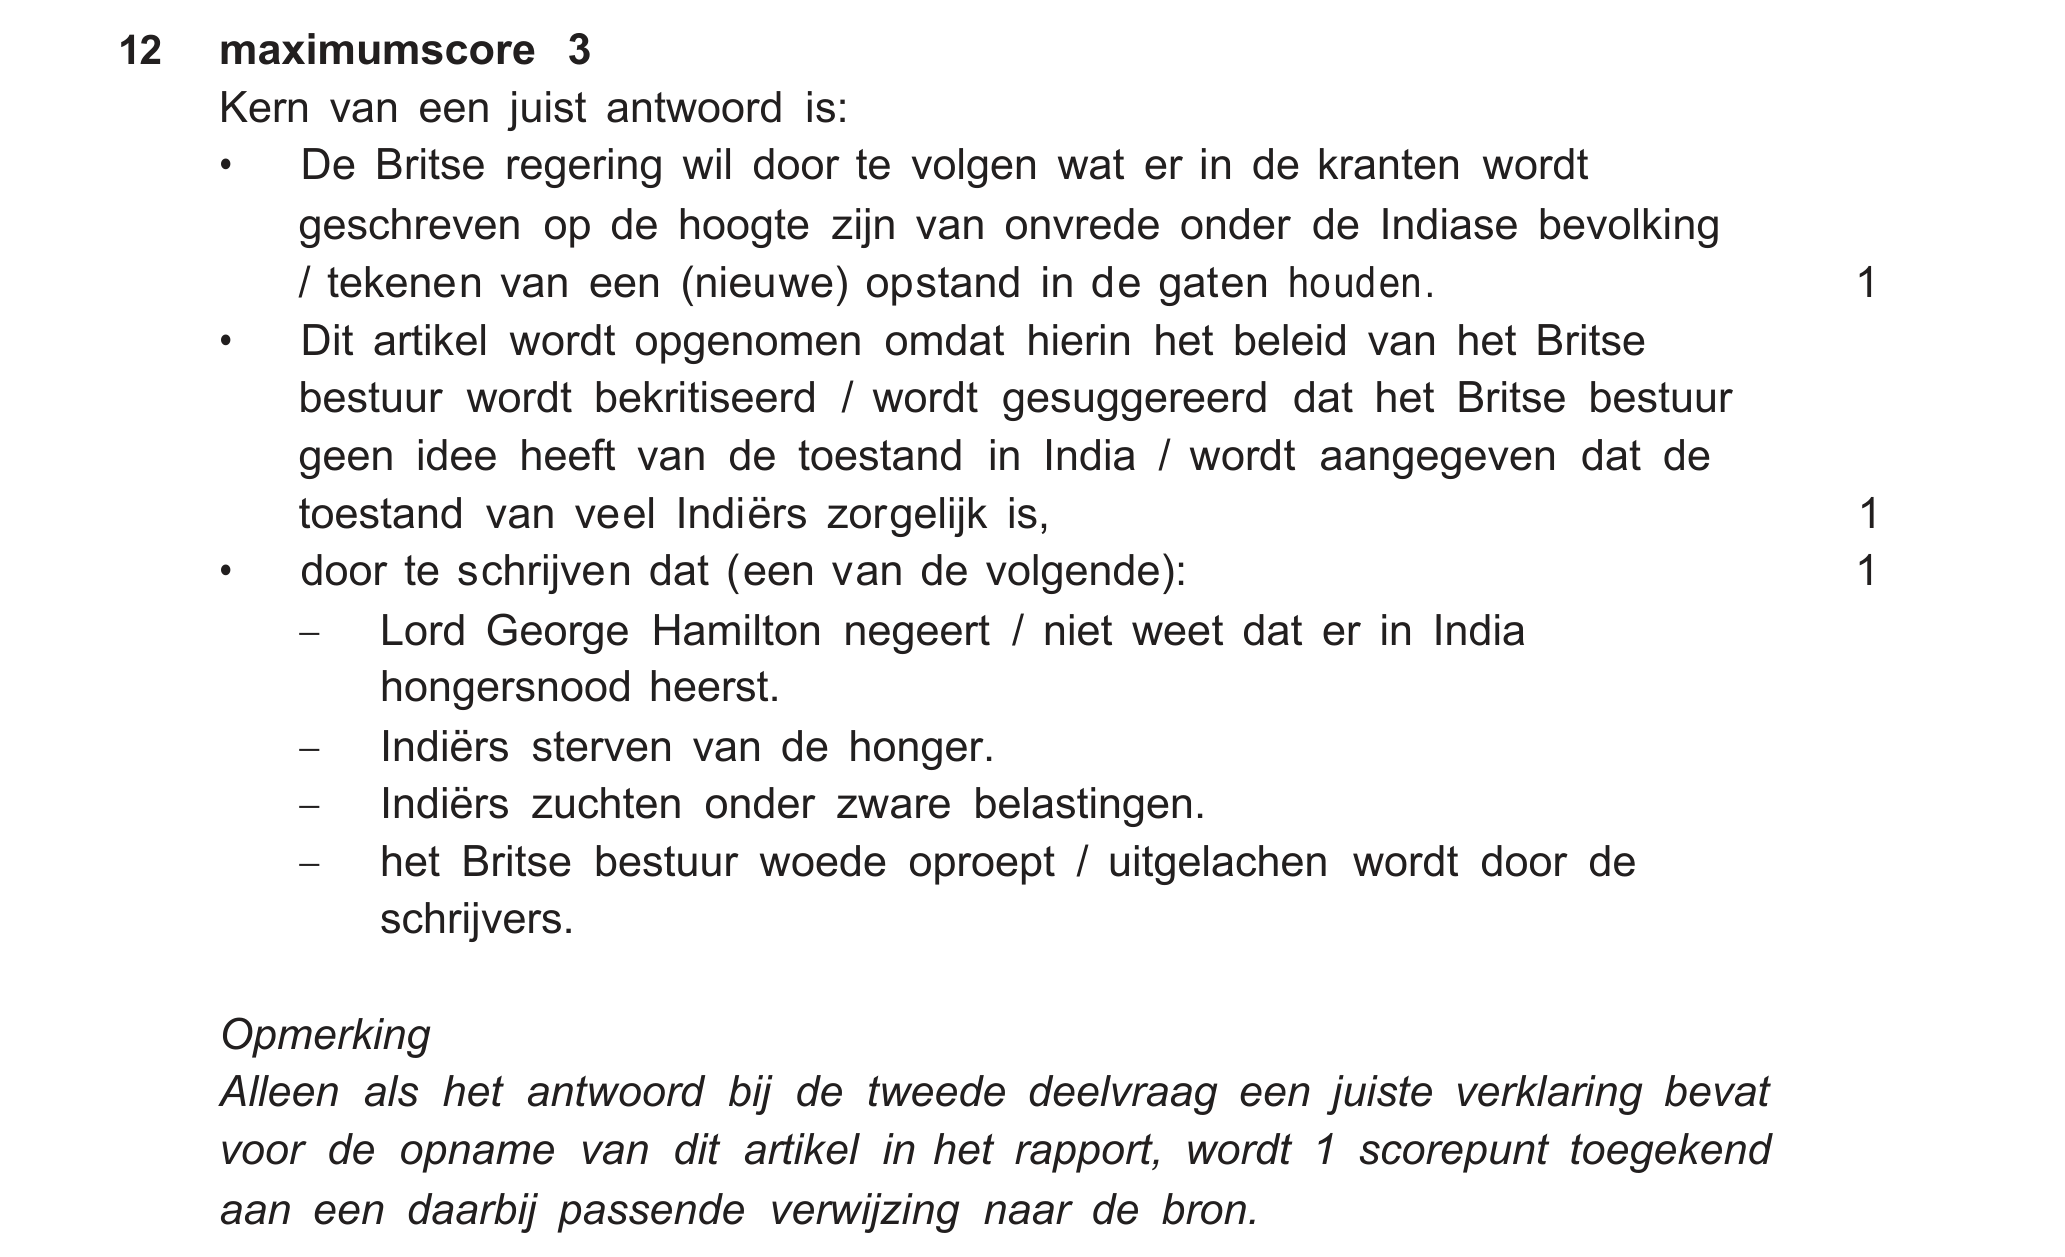 12 maximumscore 3
Kern van een juist antwoord is:
• De Britse regering wil door te volgen wat er in de kranten wordt
geschreven op de hoogte zijn van onvrede onder de Indiase bevolking
/ tekenen van een (nieuwe) opstand in de gaten houden. 1
• Dit artikel wordt opgenomen omdat hierin het beleid van het Britse
bestuur wordt bekritiseerd / wordt gesuggereerd dat het Britse bestuur
geen idee heeft van de toestand in India / wordt aangegeven dat de
toestand van veel Indiërs zorgelijk is, 1
• door te schrijven dat (een van de volgende): 1
– Lord George Hamilton negeert / niet weet dat er in India
hongersnood heerst.
– Indiërs sterven van de honger.
– Indiërs zuchten onder zware belastingen.
– het Britse bestuur woede oproept / uitgelachen wordt door de
schrijvers.
Opmerking
Alleen als het antwoord bij de tweede deelvraag een juiste verklaring bevat
voor de opname van dit artikel in het rapport, wordt 1 scorepunt toegekend
aan een daarbij passende verwijzing naar de bron.